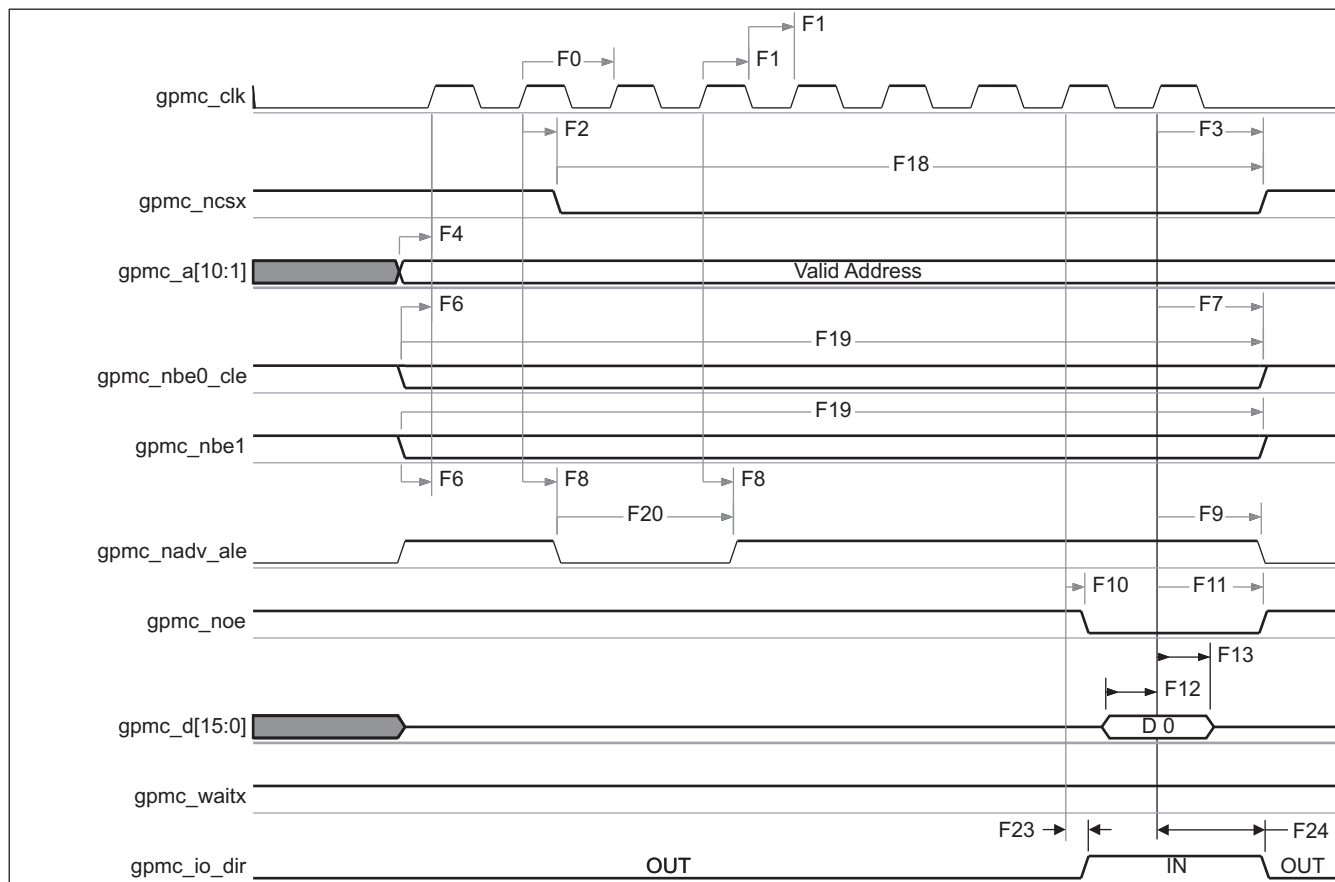 F1
F0
F1
gpmc_clk
F2
F3
F18
gpmc_ncsx
F4
gpmc_a[10:1]
Valid Address
F6
F7
F19
gpmc_nbe0_cle
F19
gpmc_nbe1
F6
F8
F8
F20
F9
gpmc_nadv_ale
F10
F11
gpmc_noe
F13
F12
gpmc_d[15:0]
D 0
gpmc_waitx
F23
F24
gpmc_io_dir
OUT
IN
OUT